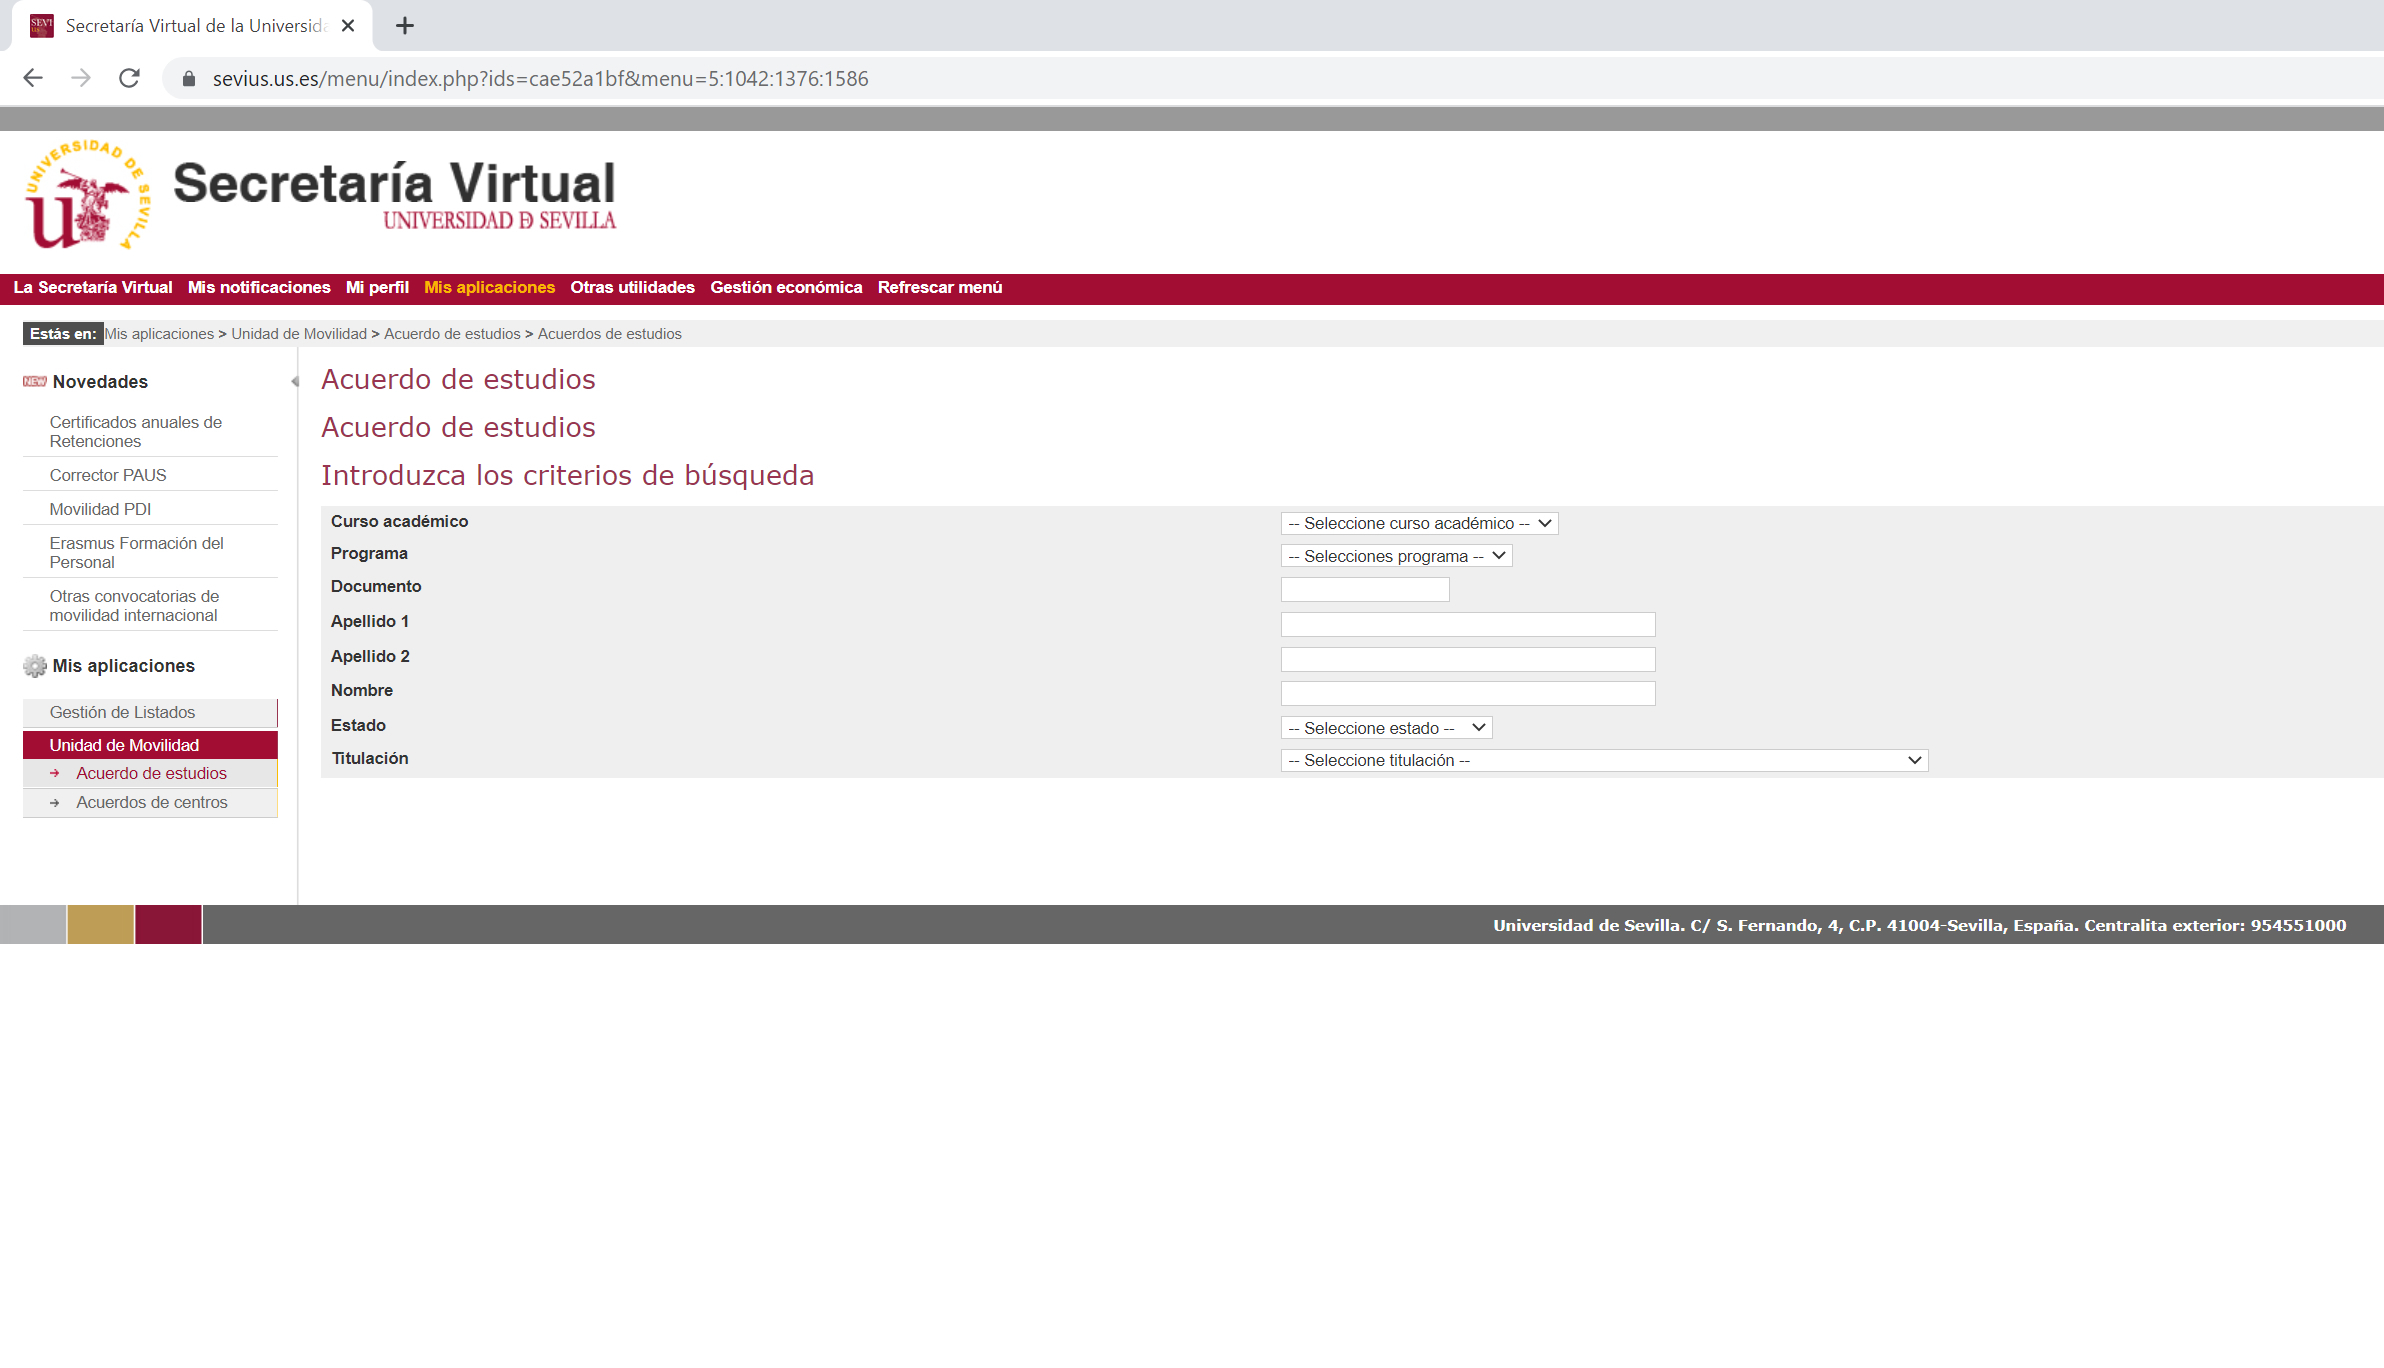 Secretaría Virtual de la Universida
sevius.us.es/menu/index.php?ids=cae52a1bf&menu=5:1042:1376:1586
UNIVERSIDAD DE SEVILLA
Secretaría Virtual
UNIVERSIDAD Ð SEVILLA
La Secretaría Virtual Mis notificaciones Mi perfil Mis aplicaciones Otras utilidades Gestión económica Refrescar menú
Estás en: Mis aplicaciones > Unidad de Movilidad > Acuerdo de estudios > Acuerdos de estudios
NEW Novedades
Certificados anuales de
Retenciones
Corrector PAUS
Movilidad PDI
Erasmus Formación del
Personal
Otras convocatorias de
movilidad internacional
Mis aplicaciones
Gestión de Listados
Unidad de Movilidad
Acuerdo de estudios
Acuerdos de centros
Acuerdo de estudios
Acuerdo de estudios
Introduzca los criterios de búsqueda
Curso académico -- Seleccione curso académico --
Programa -- Selecciones programa --
Documento
Apellido 1
Apellido 2
Nombre
Estado -- Seleccione estado --
Titulación -- Seleccione titulación --
Universidad de Sevilla. C/ S. Fernando, 4, C.P. 41004-Sevilla, España. Centralita exterior: 954551000